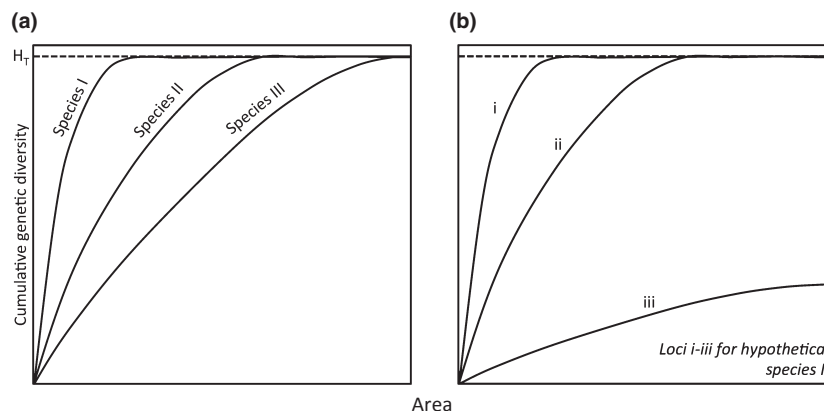 (a)
H_T
Cumulative genetic diversity
Species I
Species II
Species III
(b)
i
ii
iii
Loci i-iii for hypothetica
species I
Area